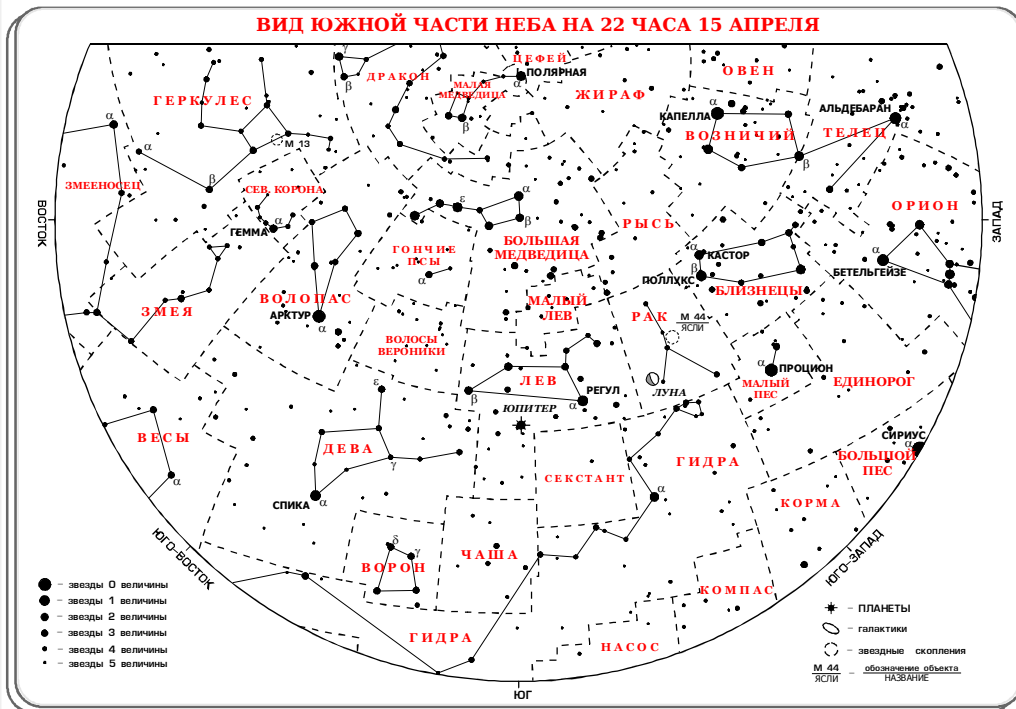 ВИД ЮЖНОЙ ЧАСТИ НЕБА НА 22 ЧАСА 15 АПРЕЛЯ
ЦЕФЕЙ
γ
ДРАКОН
ПОЛЯРНАЯ
ОВЕН
β
МАЛАЯ
МЕДВЕДИЦА
α
ЖИРАФ
ГЕРКУЛЕС
α
КАПЕЛЛА
АЛЬДЕБАРАН
α
β
ВОЗНИЧИЙ
ТЕЛЕЦ
α
М 13
α
β
ЗМЕЕНОСЕЦ
β
СЕВ. КОРОНА
α
ε
β
РЫСЬ
ОРИОН
ВОСТОК
ЗАПАД
ГЕММА
α
ГОНЧИЕ
ПСЫ
α
БОЛЬШАЯ
МЕДВЕДИЦА
α
КАСТОР
β
ПОЛЛУКС
БЛИЗНЕЦЫ
α
БЕТЕЛЬГЕЙЗЕ
ЗМЕЯ
ВОЛОПАС
АРКТУР
α
МАЛЫЙ
ЛЕВ
РАК
М 44
ЯСЛИ
ВОЛОСЫ
ВЕРОНИКИ
α
ПРОЦИОН
МАЛЫЙ
ПЕС
ЕДИНОРОГ
ε
ЛЕВ
β
РЕГУЛ
α
ЛУНА
ЮПИТЕР
ВЕСЫ
α
ДЕВА
γ
СПИКА
α
СЕКСТАНТ
ГИДРА
α
СИРИУС
α
БОЛЬШОЙ
ПЕС
КОРМА
ЮГО-ВОСТОК
δ
γ
ВОРОН
ЧАША
ЮГО-ЗАПАД
КОМПАС
ГИДРА
НАСОС
ЮГ
– звезды 0 величины
– звезды 1 величины
– звезды 2 величины
– звезды 3 величины
– звезды 4 величины
– звезды 5 величины
– ПЛАНЕТЫ
– галактики
– звездные скопления
М 44
ЯСЛИ
– обозначение объекта
НАЗВАНИЕ